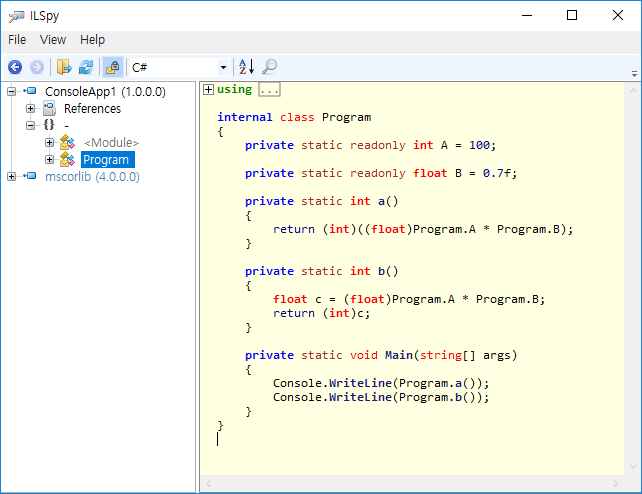 ILSpy
File View Help
C#
ConsoleApp1 (1.0.0.0)
References
{} -
<Module>
Program
mscorlib (4.0.0.0)
using ...
internal class Program
{
    private static readonly int A = 100;
    private static readonly float B = 0.7f;
    private static int a()
    {
        return (int)((float)Program.A * Program.B);
    }
    private static int b()
    {
        float c = (float)Program.A * Program.B;
        return (int)c;
    }
    private static void Main(string[] args)
    {
        Console.WriteLine(Program.a());
        Console.WriteLine(Program.b());
    }
}